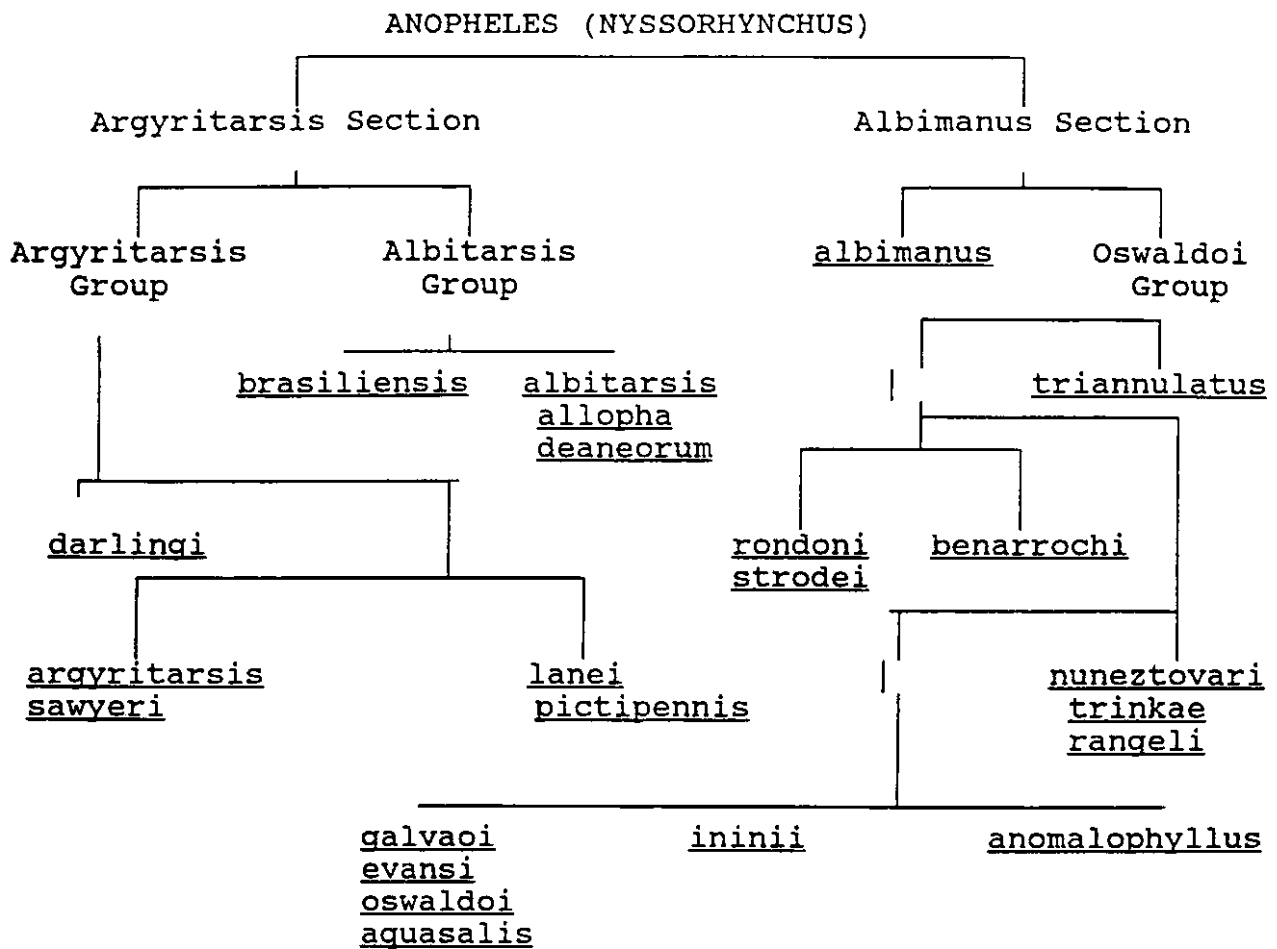 ANOPHELES (NYSSORHYNCHUS)
Argyritarsis Section
Albimanus Section
Argyritarsis
Group
Albitarsis
Group
albimanus
Oswaldoi
Group
brasiliensis
albitarsis
allopha
deaneorum
triannulatus
darlingi
rondoni
strodei
benarrochi
argyritarsis
sawyeri
lanei
pictipennis
nuneztovari
trinkae
rangeli
galvaoi
evansi
oswaldoi
aquasalis
ininii
anomalophyllus